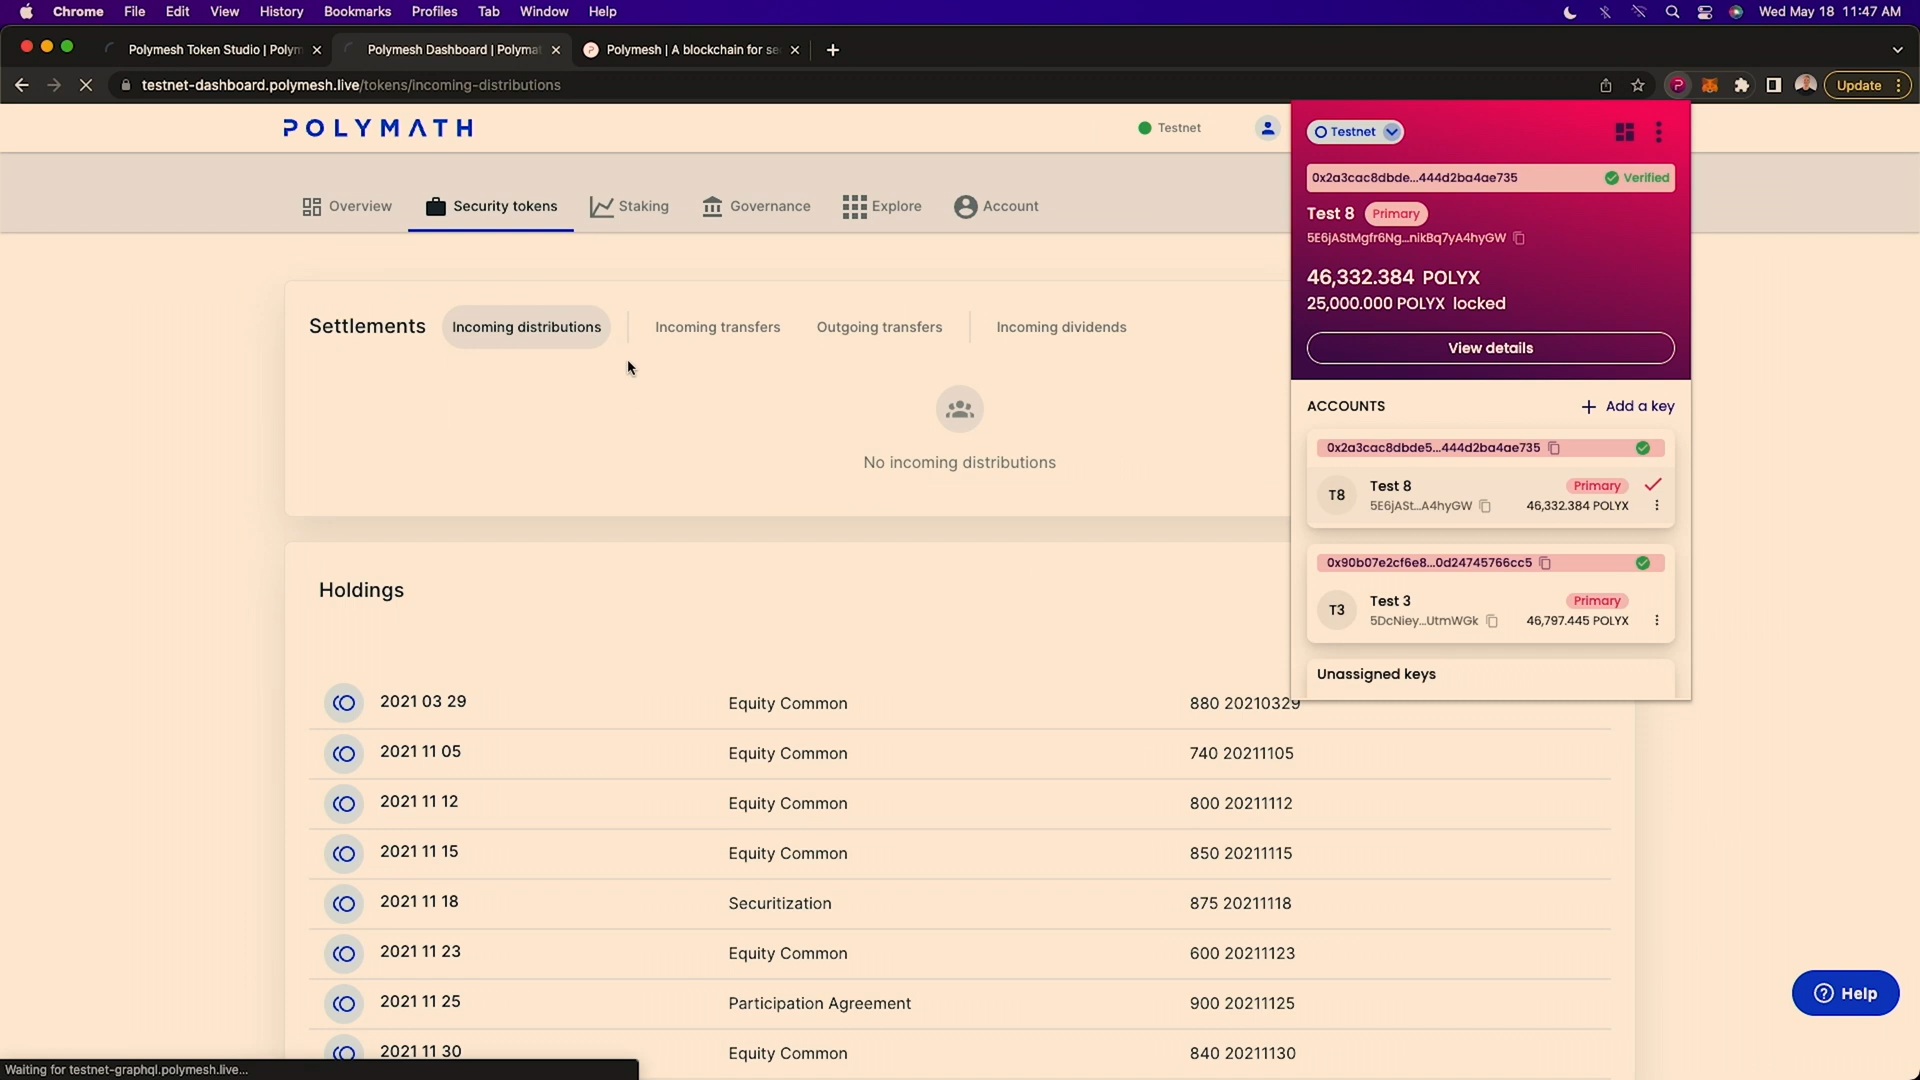 Chrome File Edit View History Bookmarks Profiles Tab Window Help Wed May 18 11:47 AM
Polymesh Token Studio | Polym
Polymesh Dashboard | Polymat
Polymesh | A blockchain for se
testnet-dashboard.polymesh.live/tokens/incoming-distributions
Update
POLYMATH
Testnet
Overview
Security tokens
Staking
Governance
Explore
Account
Settlements
Incoming distributions
Incoming transfers
Outgoing transfers
Incoming dividends
No incoming distributions
Holdings
2021 03 29 Equity Common 880 20210329
2021 11 05 Equity Common 740 20211105
2021 11 12 Equity Common 800 20211112
2021 11 15 Equity Common 850 20211115
2021 11 18 Securitization 875 20211118
2021 11 23 Equity Common 600 20211123
2021 11 25 Participation Agreement 900 20211125
2021 11 30 Equity Common 840 20211130
Testnet
0x2a3cac8dbde...444d2ba4ae735 Verified
Test 8 Primary
5E6jAStMgfr6Ng...nikBq7yA4hyGW
46,332.384 POLYX
25,000.000 POLYX locked
View details
ACCOUNTS
+ Add a key
0x2a3cac8dbde5...444d2ba4ae735
T8
Test 8 Primary
5E6jASt...A4hyGW 46,332.384 POLYX
0x90b07e2cf6e8...0d24745766cc5
T3
Test 3 Primary
5DcNiey...UtmWGk 46,797.445 POLYX
Unassigned keys
Help
Waiting for testnet-graphql.polymesh.live...